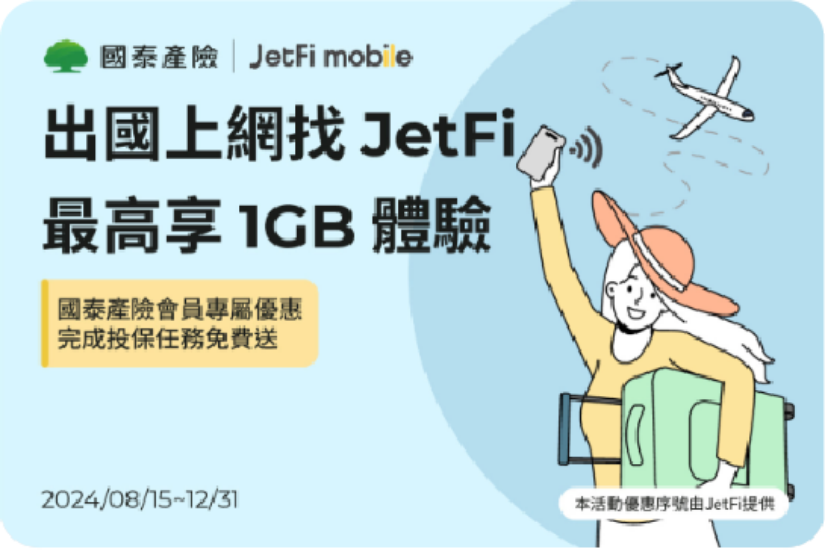 國泰產險 | JetFi mobile
出國上網找 JetFi
最高享 1GB 體驗
國泰產險會員專屬優惠
完成投保任務免費送
2024/08/15~12/31
本活動優惠序號由JetFi提供